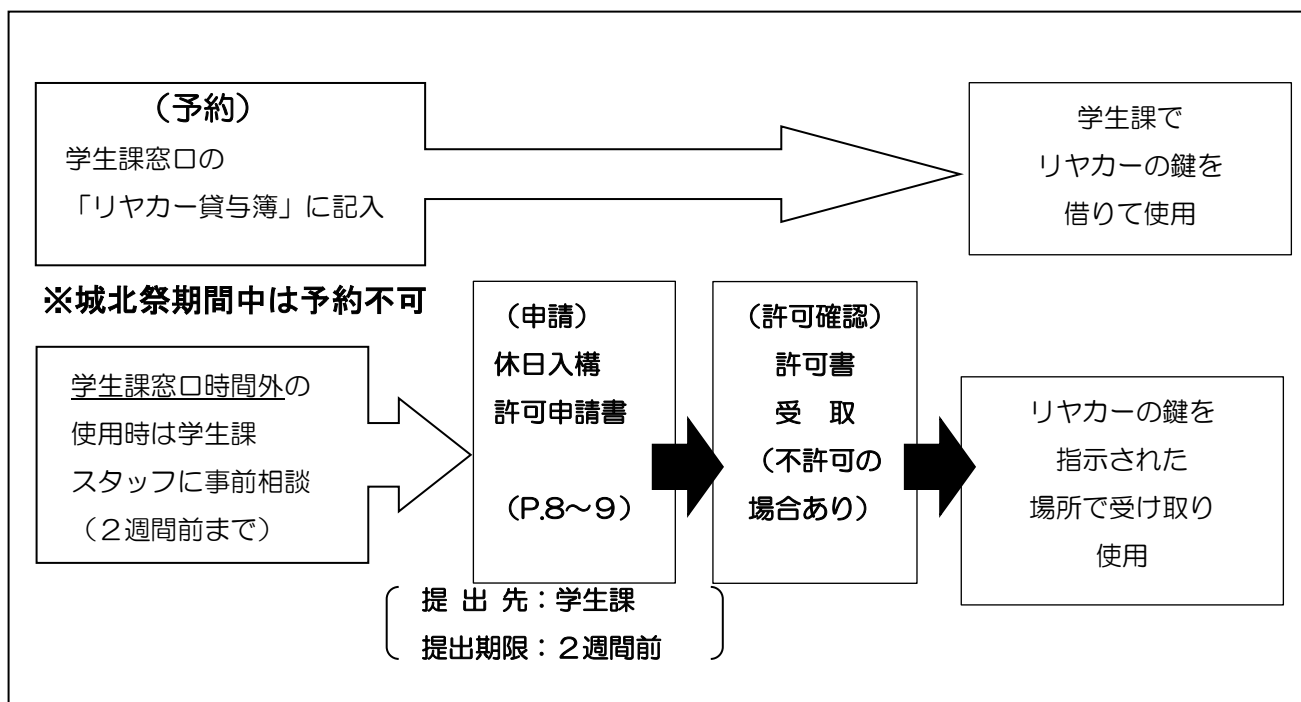 （予約）
学生課窓口の
「リヤカー貸与簿」に記入
学生課で
リヤカーの鍵を
借りて使用
※城北祭期間中は予約不可
学生課窓口時間外の
使用時は学生課
スタッフに事前相談
（２週間前まで）
（申請）
休日入構
許可申請書
（P.8～9）
（許可確認）
許可書
受　取
（不許可の
場合あり）
リヤカーの鍵を
指示された
場所で受け取り
使用
提 出 先：学生課
提出期限：２週間前